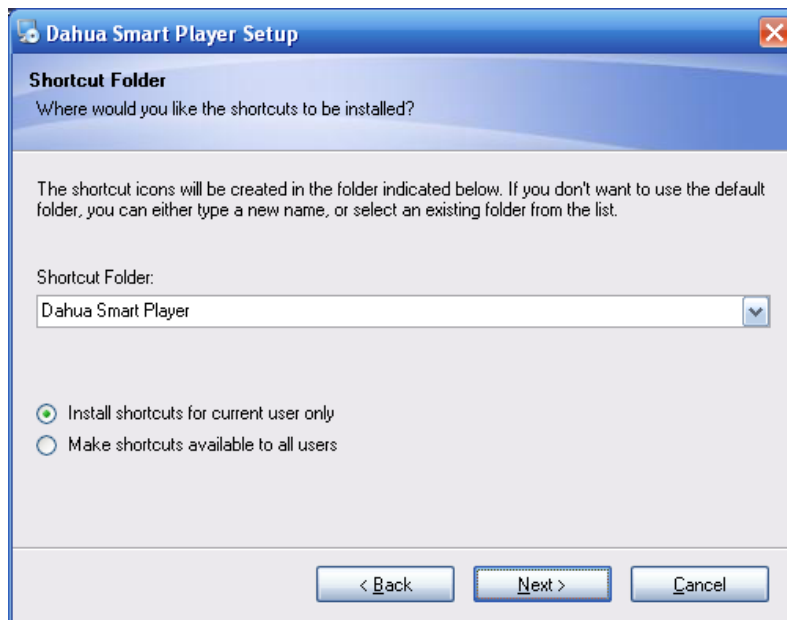 Dahua Smart Player Setup
Shortcut Folder
Where would you like the shortcuts to be installed?
The shortcut icons will be created in the folder indicated below. If you don't want to use the default
folder, you can either type a new name, or select an existing folder from the list.
Shortcut Folder:
Dahua Smart Player
Install shortcuts for current user only
Make shortcuts available to all users
< Back Next > Cancel